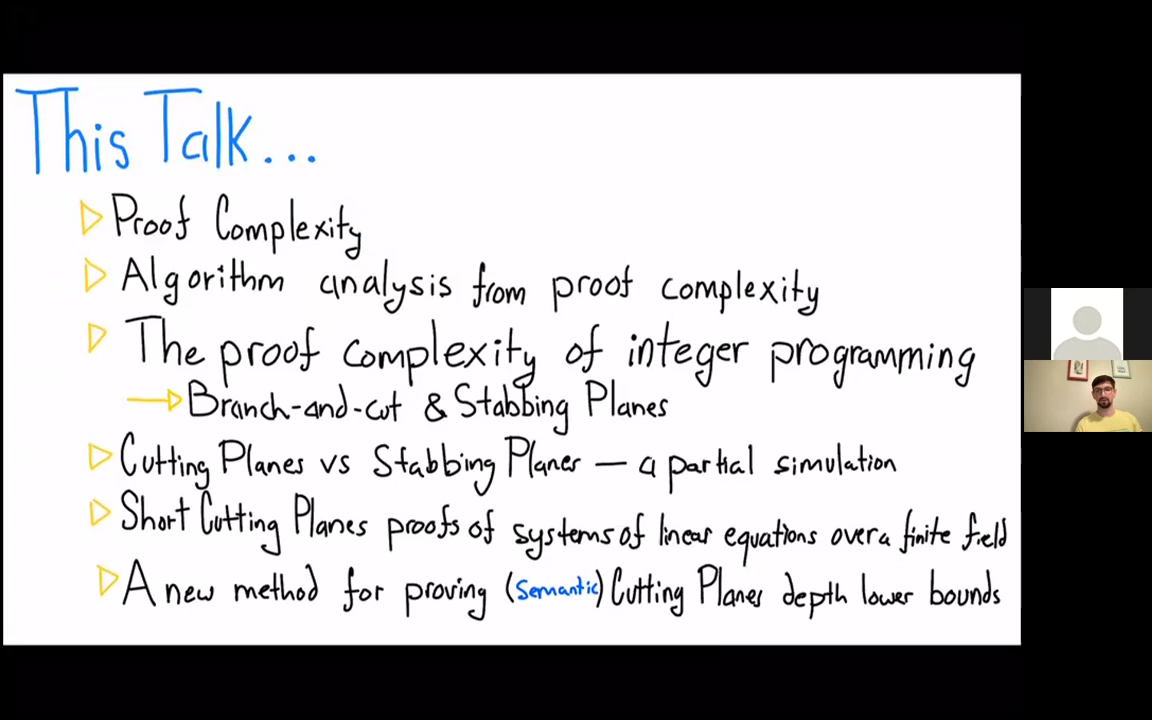 This Talk...
Proof Complexity
Algorithm analysis from proof complexity
The proof complexity of integer programming
Branch-and-cut & Stabbing Planes
Cutting Planes vs Stabbing Planes — a partial simulation
Short Cutting Planes proofs of systems of linear equations over a finite field
A new method for proving (Semantic) Cutting Planes depth lower bounds